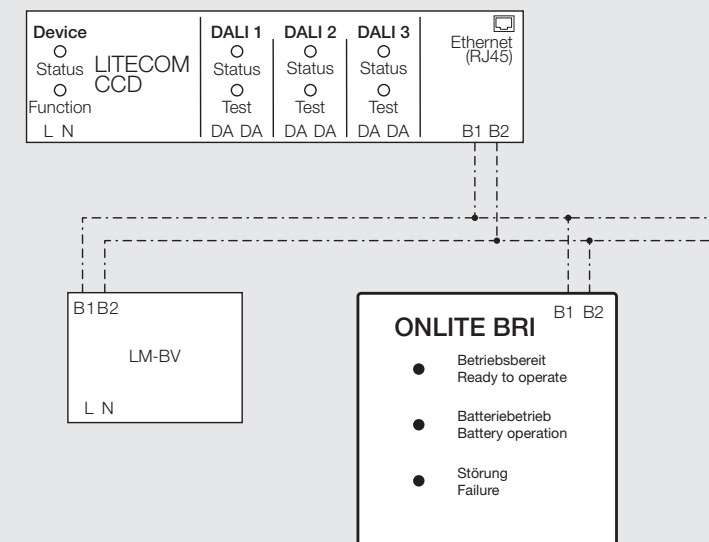 Device
Status
Function
L N
LITECOM
CCD
DALI 1
Status
Test
DA DA
DALI 2
Status
Test
DA DA
DALI 3
Status
Test
DA DA
Ethernet
(RJ45)
B1 B2
B1B2
LM-BV
L N
B1 B2
ONLITE BRI
Betriebsbereit
Ready to operate
Batteriebetrieb
Battery operation
Störung
Failure